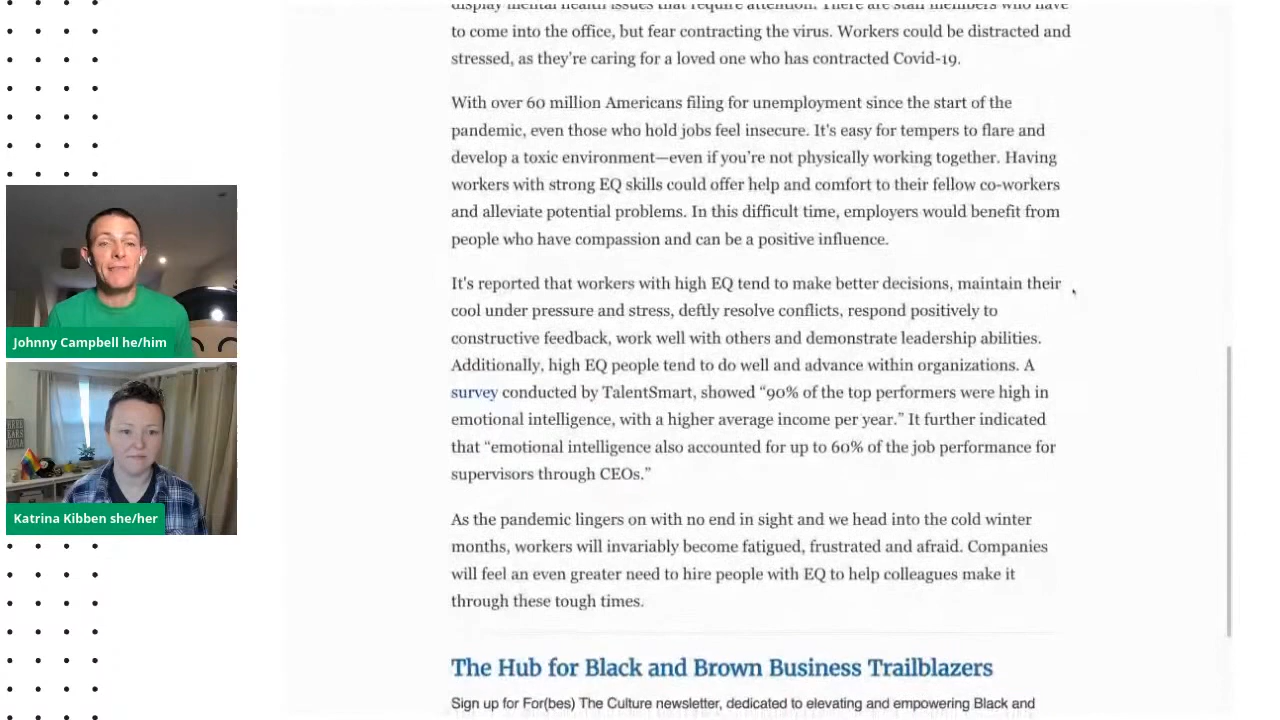 display mental health issues that require attention. There are staff members who have
to come into the office, but fear contracting the virus. Workers could be distracted and
stressed, as they're caring for a loved one who has contracted Covid-19.
With over 60 million Americans filing for unemployment since the start of the
pandemic, even those who hold jobs feel insecure. It's easy for tempers to flare and
develop a toxic environment—even if you're not physically working together. Having
workers with strong EQ skills could offer help and comfort to their fellow co-workers
and alleviate potential problems. In this difficult time, employers would benefit from
people who have compassion and can be a positive influence.
It's reported that workers with high EQ tend to make better decisions, maintain their
cool under pressure and stress, deftly resolve conflicts, respond positively to
constructive feedback, work well with others and demonstrate leadership abilities.
Additionally, high EQ people tend to do well and advance within organizations. A
survey conducted by TalentSmart, showed “90% of the top performers were high in
emotional intelligence, with a higher average income per year.” It further indicated
that “emotional intelligence also accounted for up to 60% of the job performance for
supervisors through CEOs.”
As the pandemic lingers on with no end in sight and we head into the cold winter
months, workers will invariably become fatigued, frustrated and afraid. Companies
will feel an even greater need to hire people with EQ to help colleagues make it
through these tough times.
The Hub for Black and Brown Business Trailblazers
Sign up for For(bes) The Culture newsletter, dedicated to elevating and empowering Black and
Johnny Campbell he/him
Katrina Kibben she/her